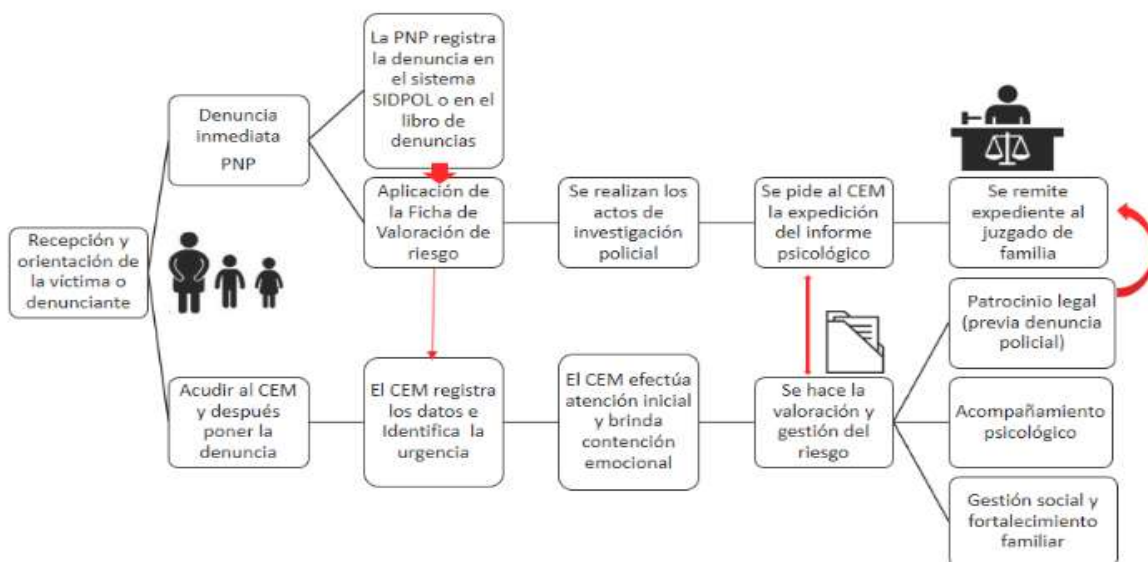 La PNP registra
la denuncia en el
sistema
SIDPOL o en el
libro de
denuncias
Denuncia
inmediata
PNP
Aplicación de
la Ficha de
Valoración de
riesgo
Se realizan los
actos de
investigación
policial
Se pide al CEM
la expedición
del informe
psicológico
Se remite
expediente al
juzgado de
familia
Recepción y
orientación de
la víctima o
denunciante
Patrocinio legal
(previa denuncia
policial)
Acudir al CEM
y después
poner la
denuncia
El CEM registra
los datos e
Identifica la
urgencia
El CEM efectúa
atención inicial
y brinda
contención
emocional
Se hace la
valoración y
gestión del
riesgo
Acompañamiento
psicológico
Gestión social y
fortalecimiento
familiar